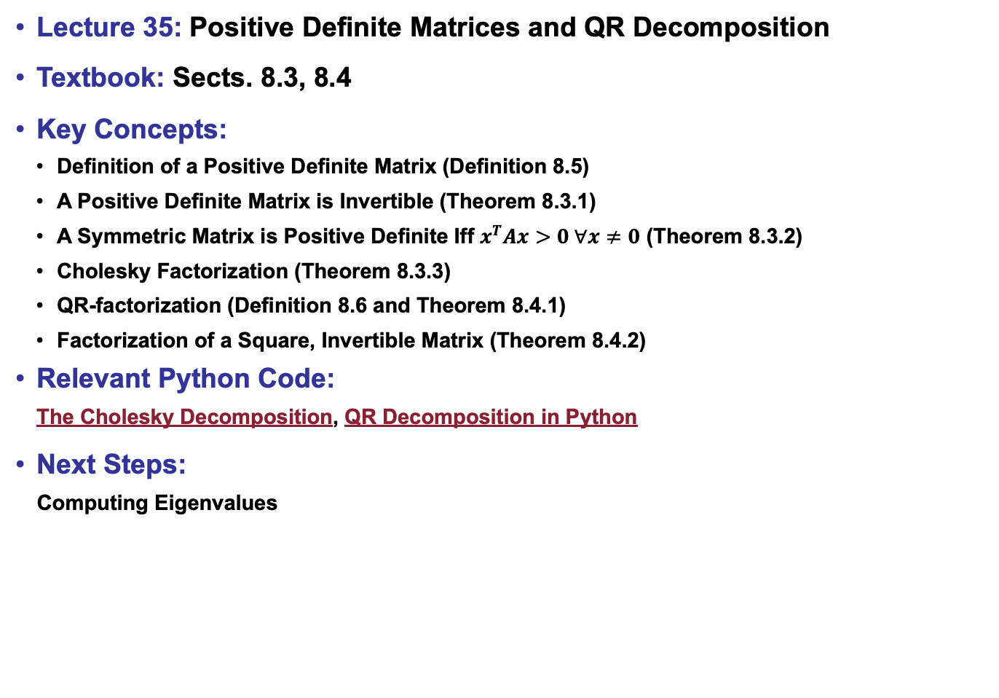 • Lecture 35: Positive Definite Matrices and QR Decomposition
• Textbook: Sects. 8.3, 8.4
• Key Concepts:
• Definition of a Positive Definite Matrix (Definition 8.5)
• A Positive Definite Matrix is Invertible (Theorem 8.3.1)
• A Symmetric Matrix is Positive Definite Iff 𝒙ᵀ𝑨𝒙 > 0 ∀𝒙 ≠ 0 (Theorem 8.3.2)
• Cholesky Factorization (Theorem 8.3.3)
• QR-factorization (Definition 8.6 and Theorem 8.4.1)
• Factorization of a Square, Invertible Matrix (Theorem 8.4.2)
• Relevant Python Code:
The Cholesky Decomposition, QR Decomposition in Python
• Next Steps:
Computing Eigenvalues